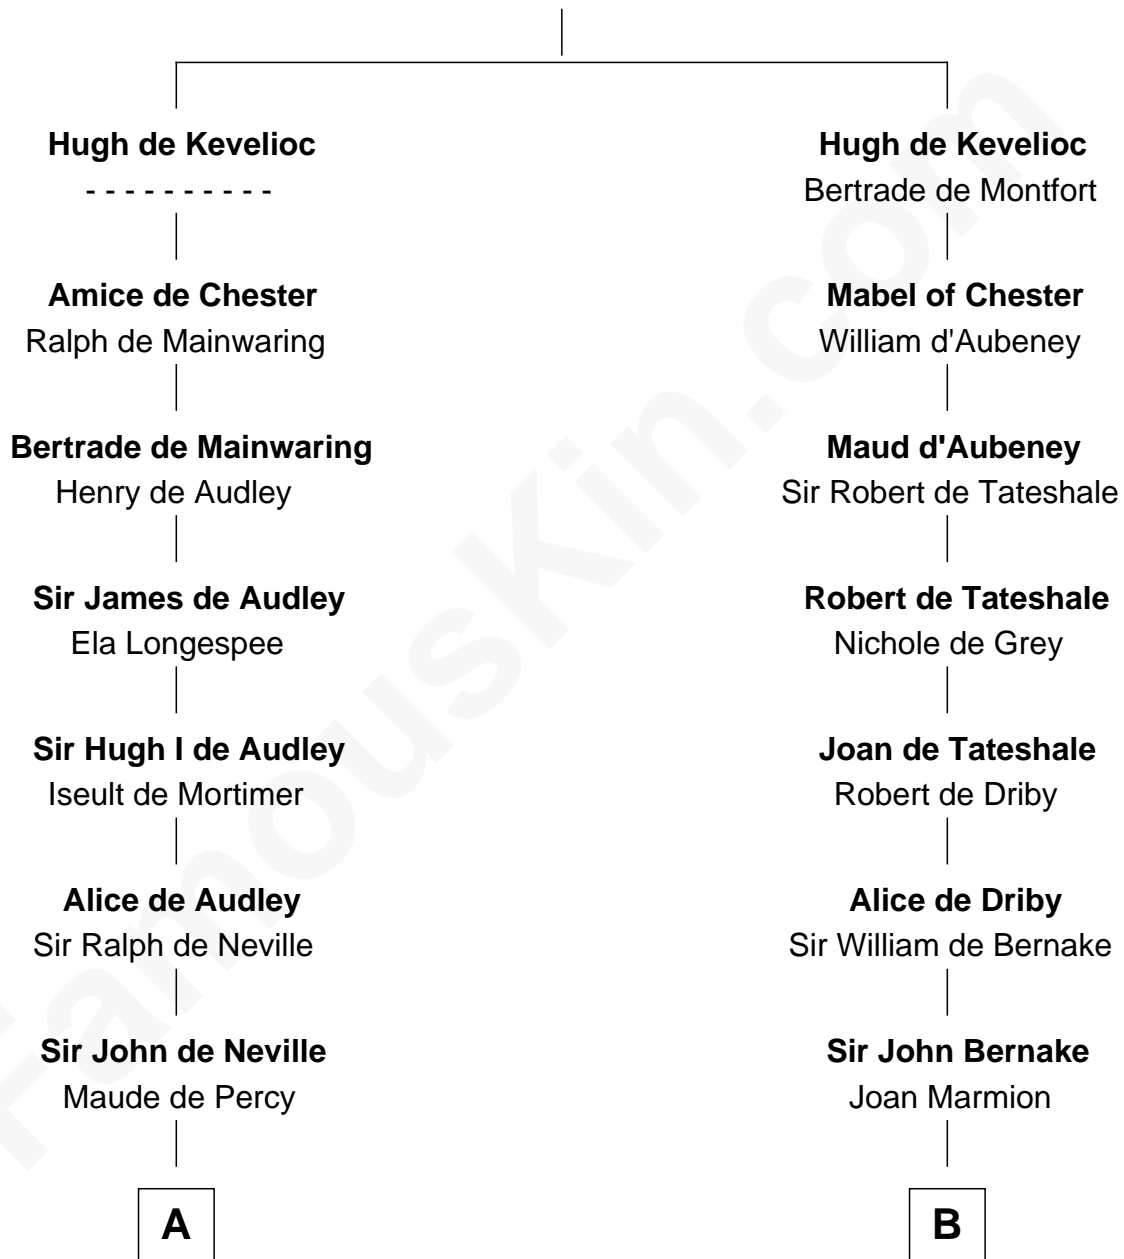 Hugh de Kevelioc
- - - - - - - - - -
Amice de Chester
Ralph de Mainwaring
Bertrade de Mainwaring
Henry de Audley
Sir James de Audley
Ela Longespee
Sir Hugh I de Audley
Iseult de Mortimer
Alice de Audley
Sir Ralph de Neville
Sir John de Neville
Maude de Percy
A
Hugh de Kevelioc
Bertrade de Montfort
Mabel of Chester
William d'Aubeney
Maud d'Aubeney
Sir Robert de Tateshale
Robert de Tateshale
Nichole de Grey
Joan de Tateshale
Robert de Driby
Alice de Driby
Sir William de Bernake
Sir John Bernake
Joan Marmion
B
FamousKin.com